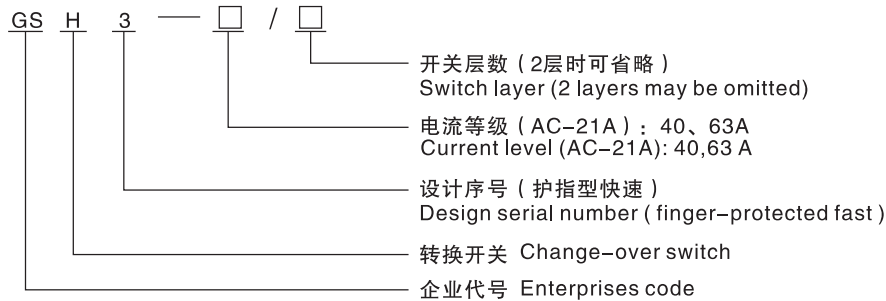 GS H 3 — □ / □
开关层数（2层时可省略）
Switch layer (2 layers may be omitted)
电流等级（AC-21A）：40、63A
Current level (AC-21A): 40,63 A
设计序号（护指型快速）
Design serial number ( finger-protected fast )
转换开关 Change-over switch
企业代号 Enterprises code